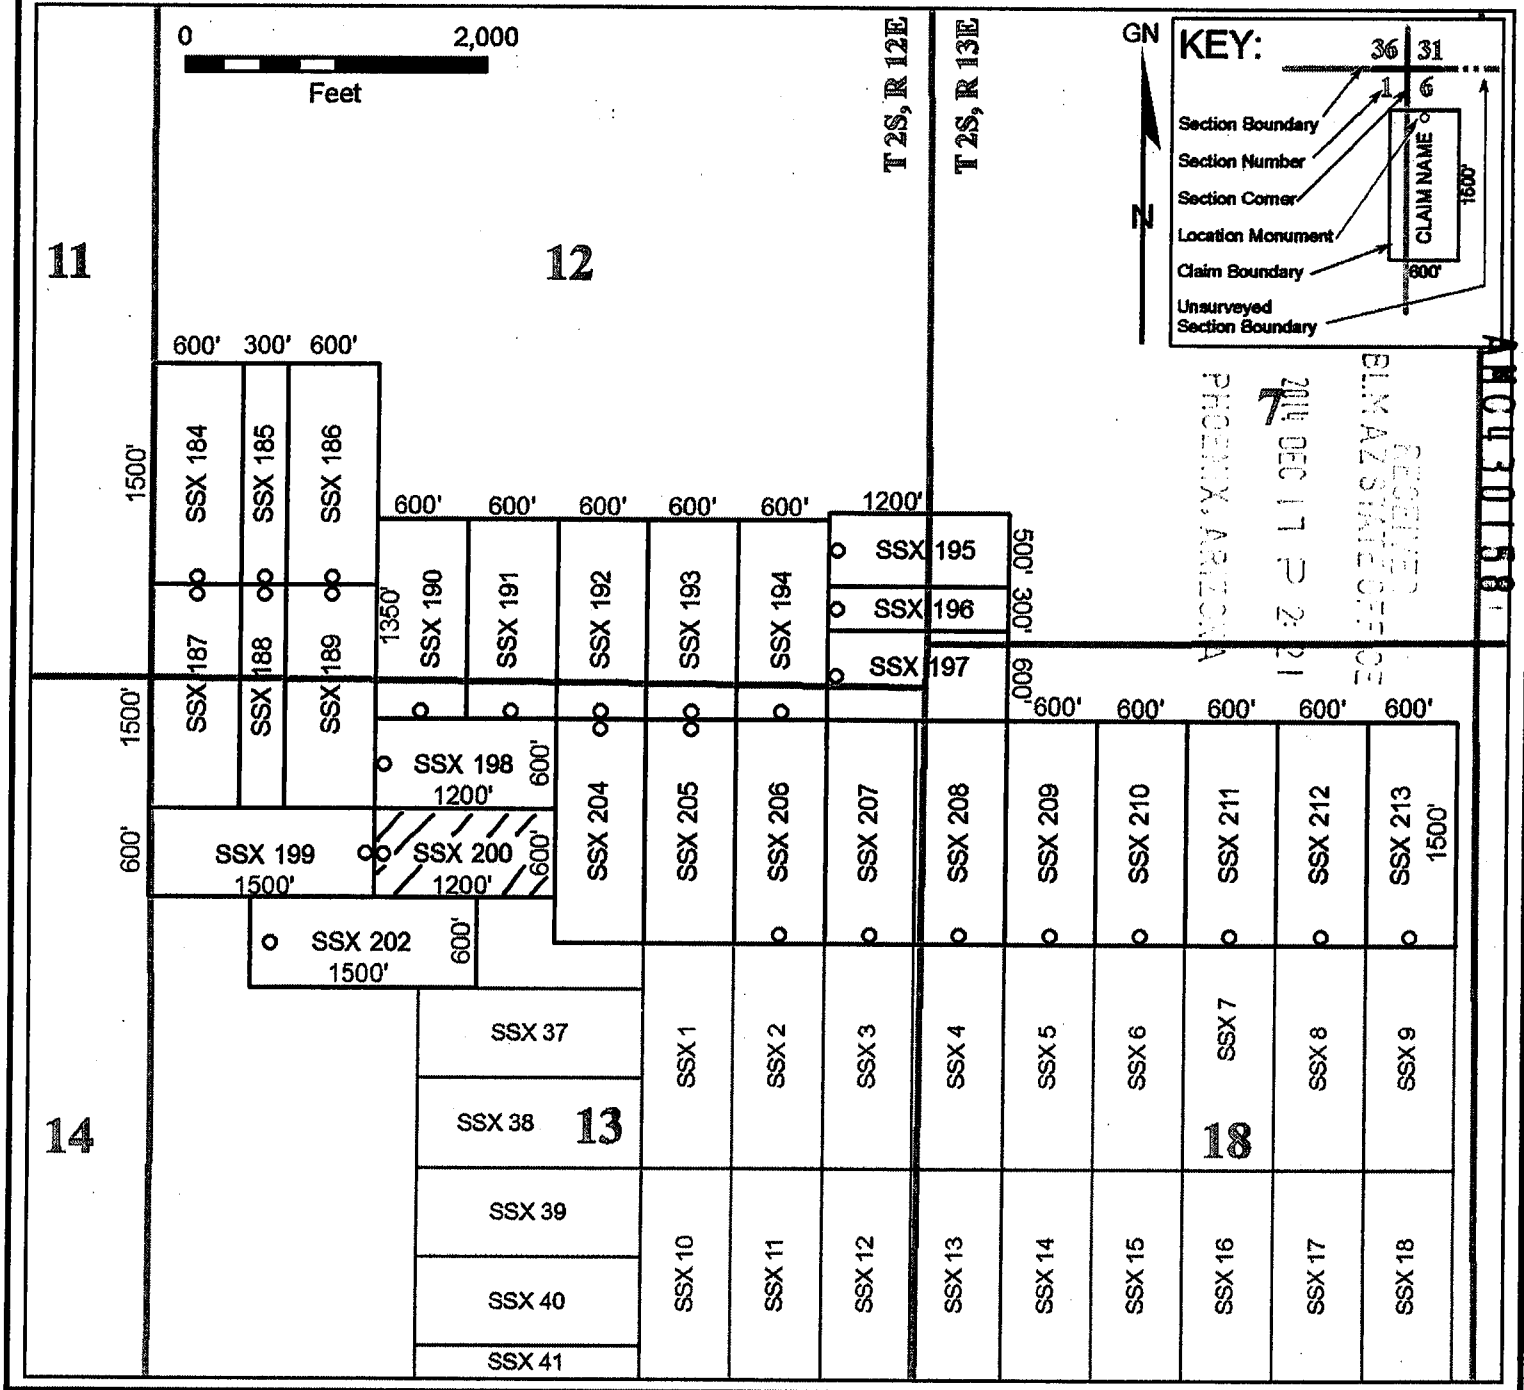 0 2,000
Feet
T 2S, R 12E
T 2S, R 13E
GN
N
KEY:
36 31
1 6
Section Boundary
Section Number
Section Corner
Location Monument
Claim Boundary
Unsurveyed
Section Boundary
CLAIM NAME
1500'
600'
11
12
7
AMC430158
RECEIVED
BLM AZ STATE OFFICE
2014 DEC 17 P 2:21
PHOENIX, ARIZONA
600' 300' 600'
1500'
SSX 184
SSX 185
SSX 186
600' 600' 600' 600' 600' 1200'
1350'
SSX 190
SSX 191
SSX 192
SSX 193
SSX 194
SSX 195
500'
SSX 196
300'
SSX 197
600'
1500'
SSX 187
SSX 188
SSX 189
600' 600' 600' 600' 600'
SSX 198
1200'
600'
600'
SSX 199
1500'
SSX 200
1200'
600'
SSX 204
SSX 205
SSX 206
SSX 207
SSX 208
SSX 209
SSX 210
SSX 211
SSX 212
SSX 213
1500'
SSX 202
1500'
600'
SSX 37
SSX 1
SSX 2
SSX 3
SSX 4
SSX 5
SSX 6
SSX 7
SSX 8
SSX 9
14
SSX 38
13
18
SSX 39
SSX 10
SSX 11
SSX 12
SSX 13
SSX 14
SSX 15
SSX 16
SSX 17
SSX 18
SSX 40
SSX 41